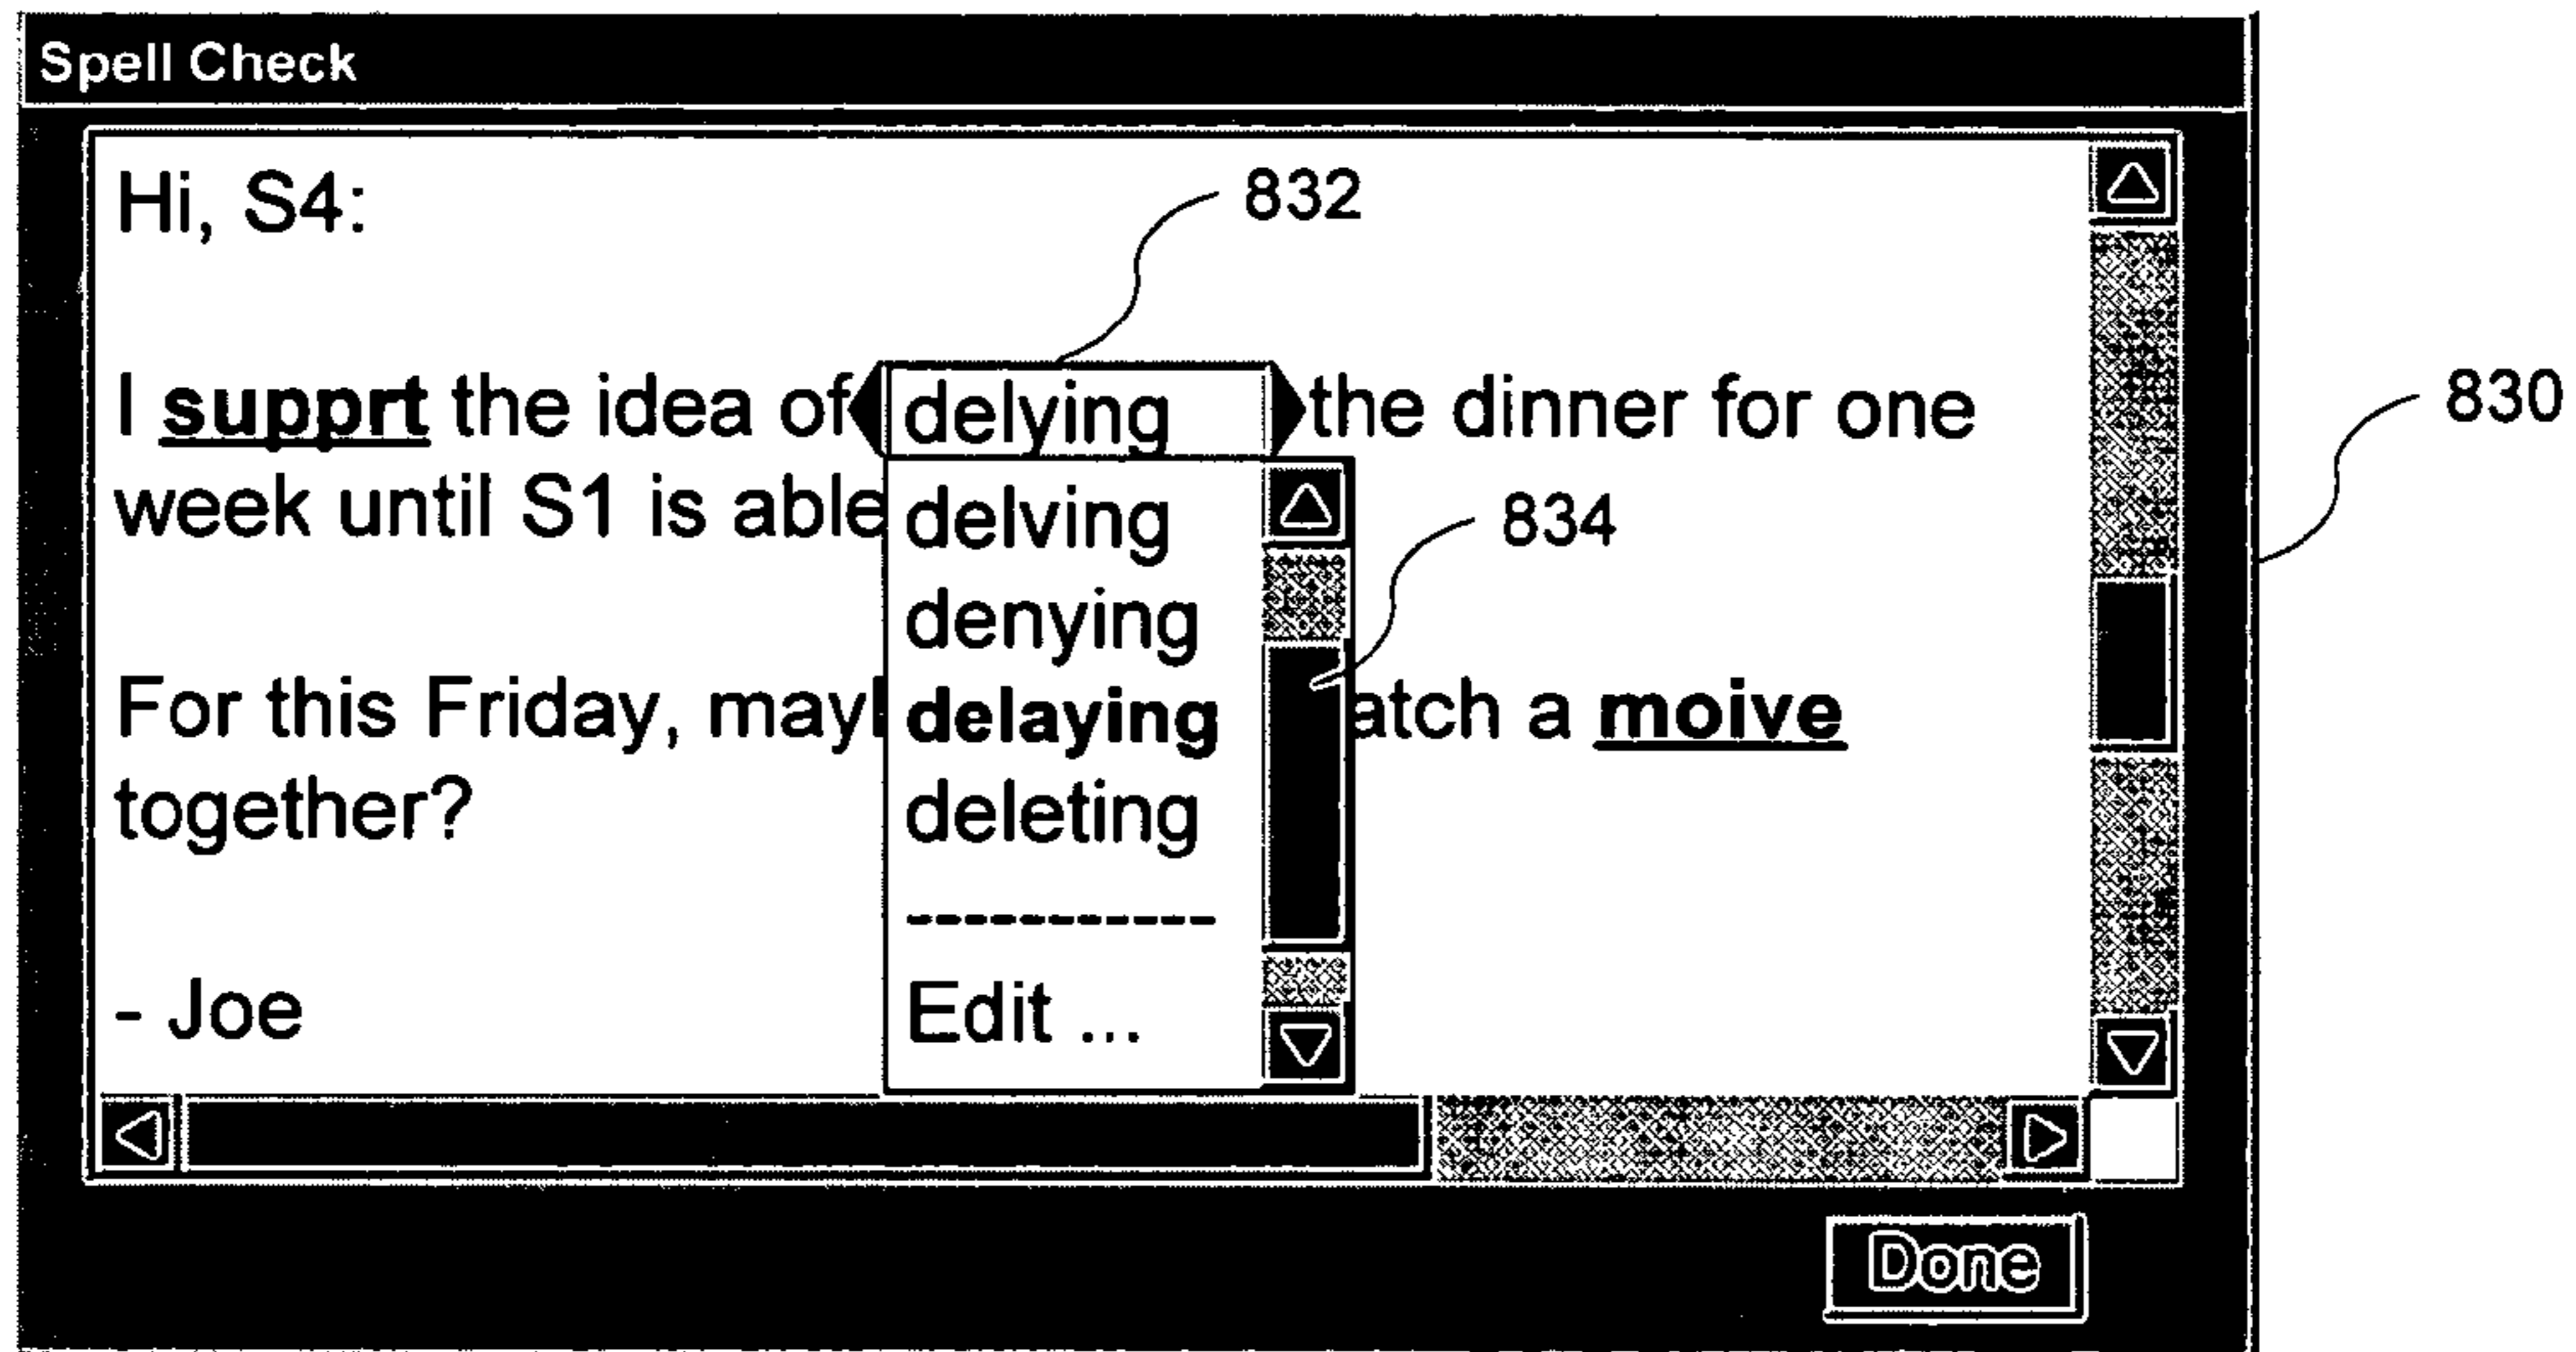 Spell Check
Hi, S4:
832
I supprt the idea of delying the dinner for one
830
week until S1 is able
delving
834
denying
For this Friday, delaying atch a moive
together?
deleting
-----------
- Joe
Edit ...
Done